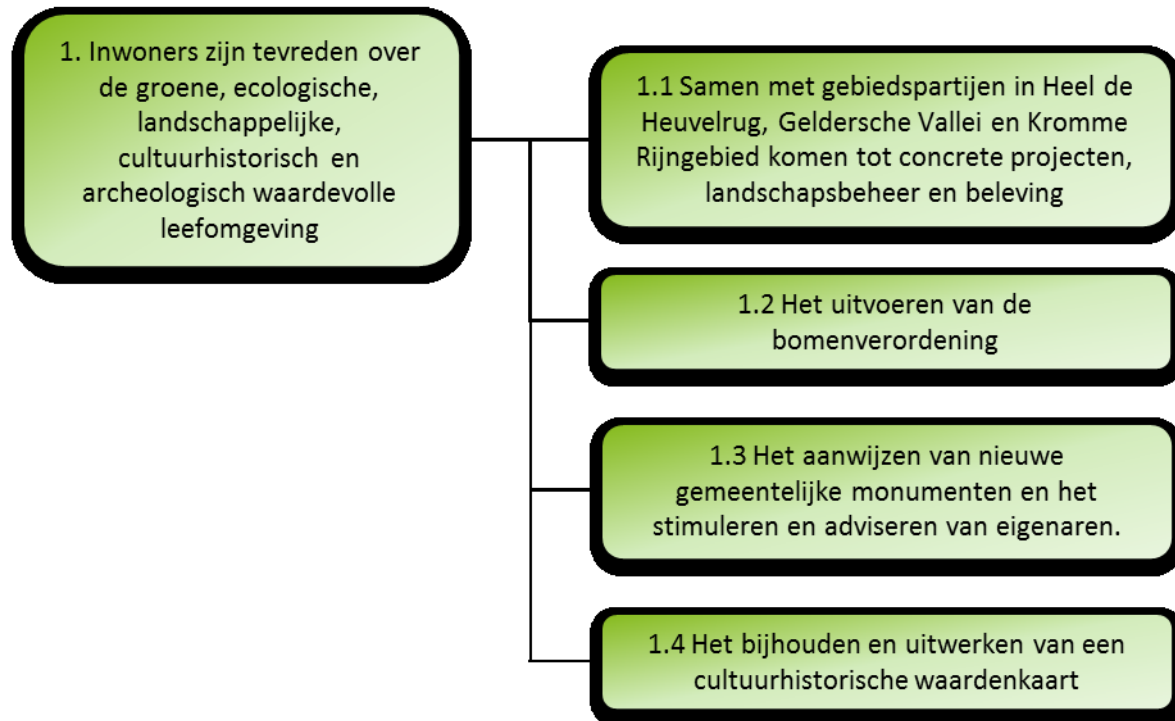 1. Inwoners zijn tevreden over
de groene, ecologische,
landschappelijke,
cultuurhistorisch en
archeologisch waardevolle
leefomgeving
1.1 Samen met gebiedspartijen in Heel de
Heuvelrug, Geldersche Vallei en Kromme
Rijngebied komen tot concrete projecten,
landschapsbeheer en beleving
1.2 Het uitvoeren van de
bomenverordening
1.3 Het aanwijzen van nieuwe
gemeentelijke monumenten en het
stimuleren en adviseren van eigenaren.
1.4 Het bijhouden en uitwerken van een
cultuurhistorische waardenkaart